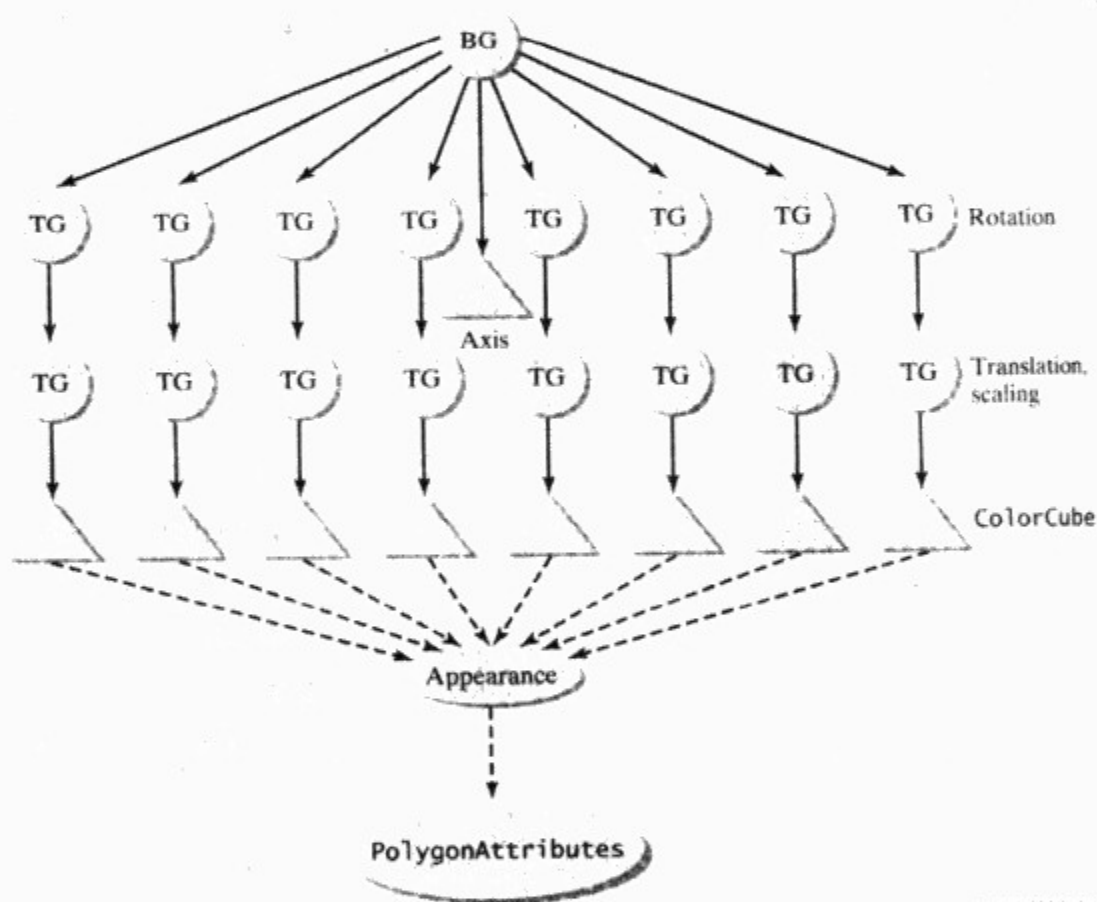 BG
TG TG TG TG TG TG TG TG Rotation
Axis
TG TG TG TG TG TG TG TG Translation,
scaling
ColorCube
Appearance
PolygonAttributes